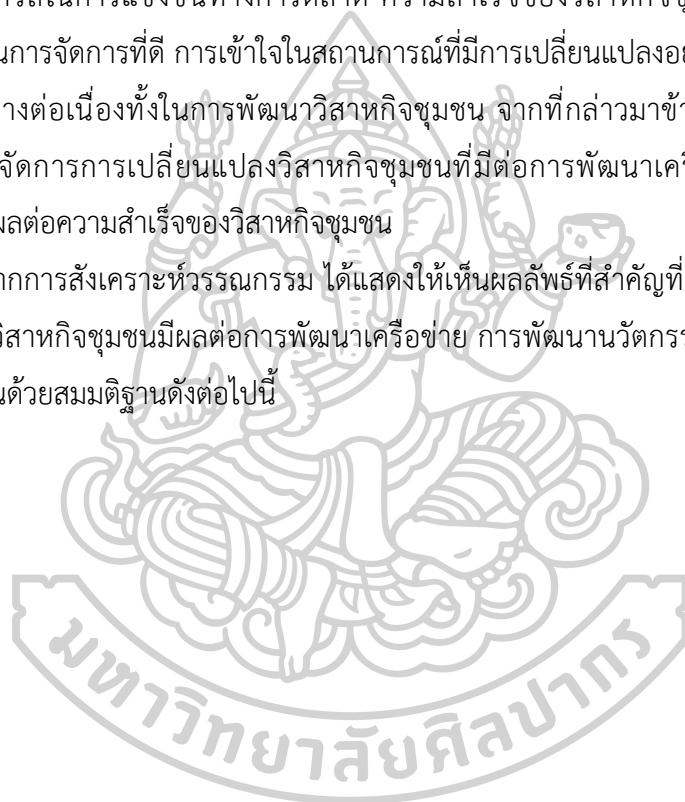 ในการแข่งขันทางการตลาด ความสำเร็จของวิสาหกิจชุ
นการจัดการที่ดี การเข้าใจในสถานการณ์ที่มีการเปลี่ยนแปลงอย
างต่อเนื่องทั้งในการพัฒนาวิสาหกิจชุมชน จากที่กล่าวมาข้า
จัดการการเปลี่ยนแปลงวิสาหกิจชุมชนที่มีต่อการพัฒนาเครื
ผลต่อความสำเร็จของวิสาหกิจชุมชน
ากการสังเคราะห์วรรณกรรม ได้แสดงให้เห็นผลลัพธ์ที่สำคัญที่
วิสาหกิจชุมชนมีผลต่อการพัฒนาเครือข่าย การพัฒนานวัตกรร
นด้วยสมมติฐานดังต่อไปนี้
มหาวิทยาลัยศิลปากร